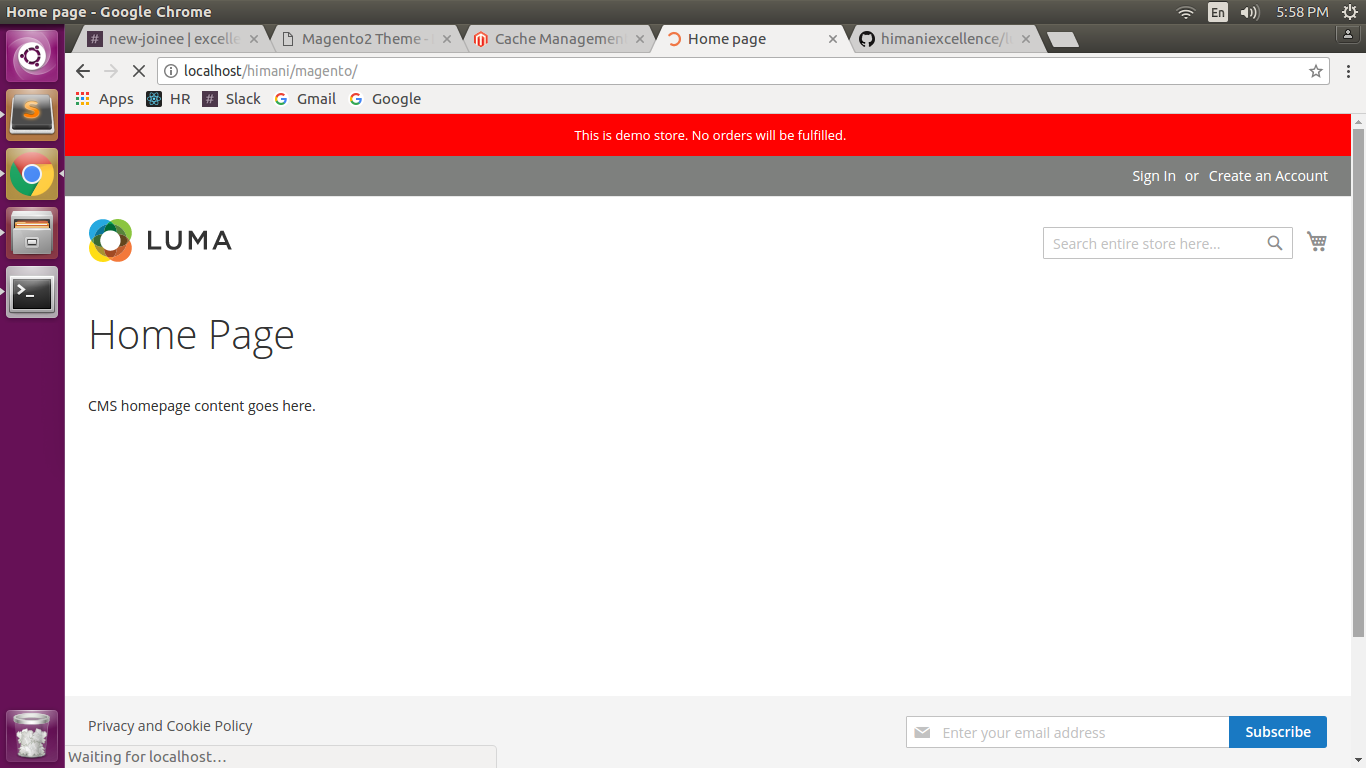 Home page - Google Chrome
En
5:58 PM
new-joinee | excelle
Magento2 Theme -
Cache Management
Home page
himaniexcellence/
localhost/himani/magento/
Apps
HR
Slack
Gmail
Google
This is demo store. No orders will be fulfilled.
Sign In or Create an Account
LUMA
Search entire store here...
Home Page
CMS homepage content goes here.
Privacy and Cookie Policy
Enter your email address
Subscribe
Waiting for localhost...